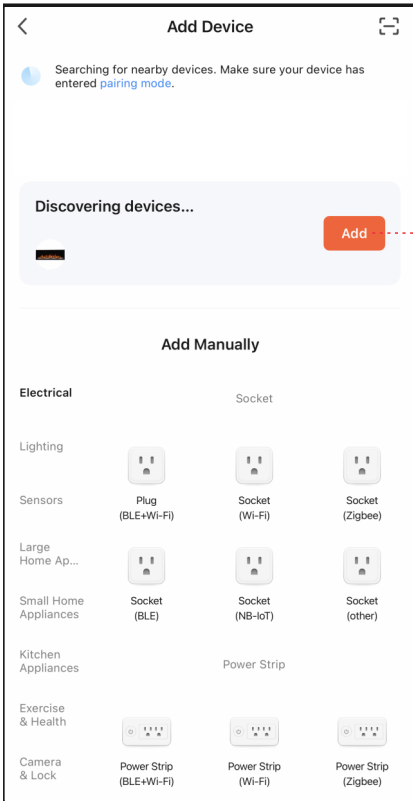 Add Device
Searching for nearby devices. Make sure your device has
entered pairing mode.
Discovering devices...
Add
Add Manually
Electrical
Socket
Lighting
Sensors
Plug
(BLE+Wi-Fi)
Socket
(Wi-Fi)
Socket
(Zigbee)
Large
Home Ap...
Small Home
Appliances
Socket
(BLE)
Socket
(NB-IoT)
Socket
(other)
Kitchen
Appliances
Power Strip
Exercise
& Health
Camera
& Lock
Power Strip
(BLE+Wi-Fi)
Power Strip
(Wi-Fi)
Power Strip
(Zigbee)